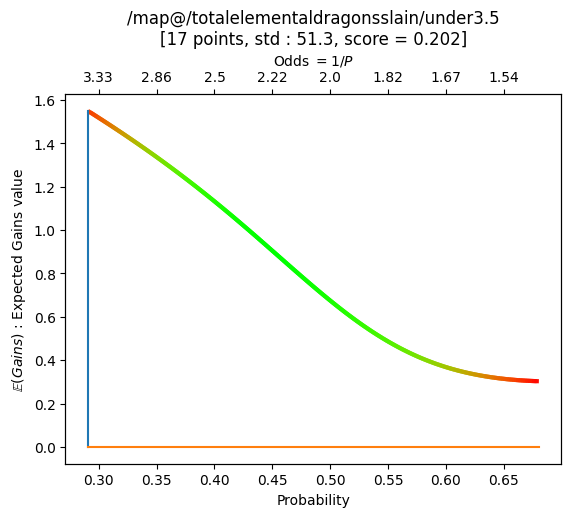 /map@/totalelementaldragonsslain/under3.5
[17 points, std : 51.3, score = 0.202]
Odds = 1/P
3.33 2.86 2.5 2.22 2.0 1.82 1.67 1.54
1.6
1.4
1.2
1.0
0.8
0.6
0.4
0.2
0.0
𝔼(Gains) : Expected Gains value
0.30 0.35 0.40 0.45 0.50 0.55 0.60 0.65
Probability